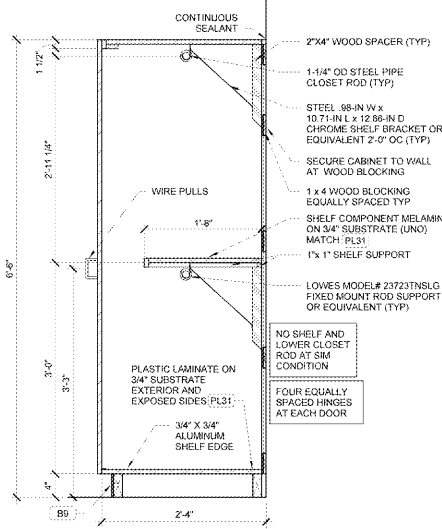 CONTINUOUS
SEALANT
2"X4" WOOD SPACER (TYP)
1-1/4" OD STEEL PIPE
CLOSET ROD (TYP)
STEEL .98-IN W x
10.71-IN L x 12.86-IN D
CHROME SHELF BRACKET OR
EQUIVALENT 2'-0" OC (TYP)
SECURE CABINET TO WALL
AT WOOD BLOCKING
1 x 4 WOOD BLOCKING
EQUALLY SPACED TYP
SHELF COMPONENT MELAMIN
ON 3/4" SUBSTRATE (UNO)
MATCH PL31
1"x 1" SHELF SUPPORT
LOWES MODEL# 23723TNSLG
FIXED MOUNT ROD SUPPORT
OR EQUIVALENT (TYP)
NO SHELF AND
LOWER CLOSET
ROD AT SIM
CONDITION
FOUR EQUALLY
SPACED HINGES
AT EACH DOOR
WIRE PULLS
PLASTIC LAMINATE ON
3/4" SUBSTRATE
EXTERIOR AND
EXPOSED SIDES PL31
3/4" X 3/4"
ALUMINUM
SHELF EDGE
1 1/2"
2'-11 1/4"
6'-6"
1'-6"
3'-0"
3'-3"
4"
B9
2'-4"